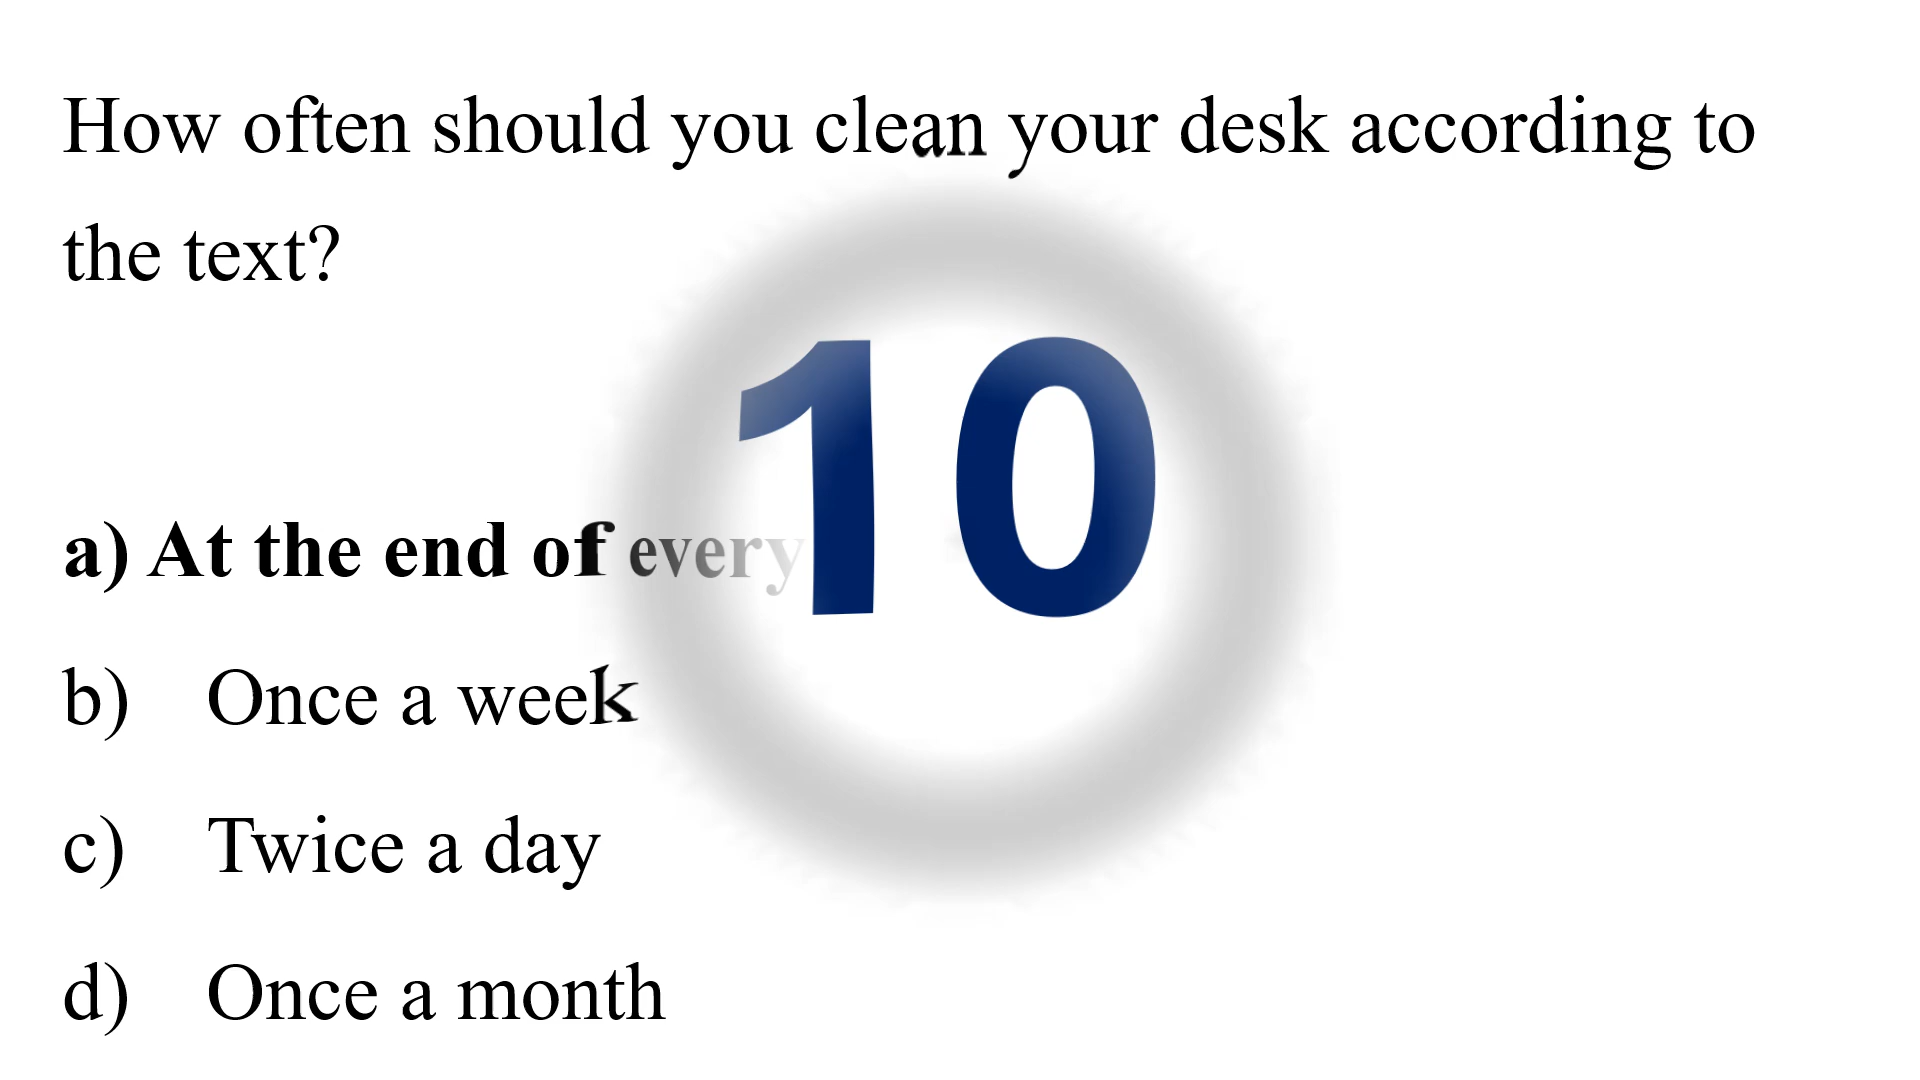 How often should you clean your desk according to
the text?
10
a) At the end of every
b) Once a week
c) Twice a day
d) Once a month